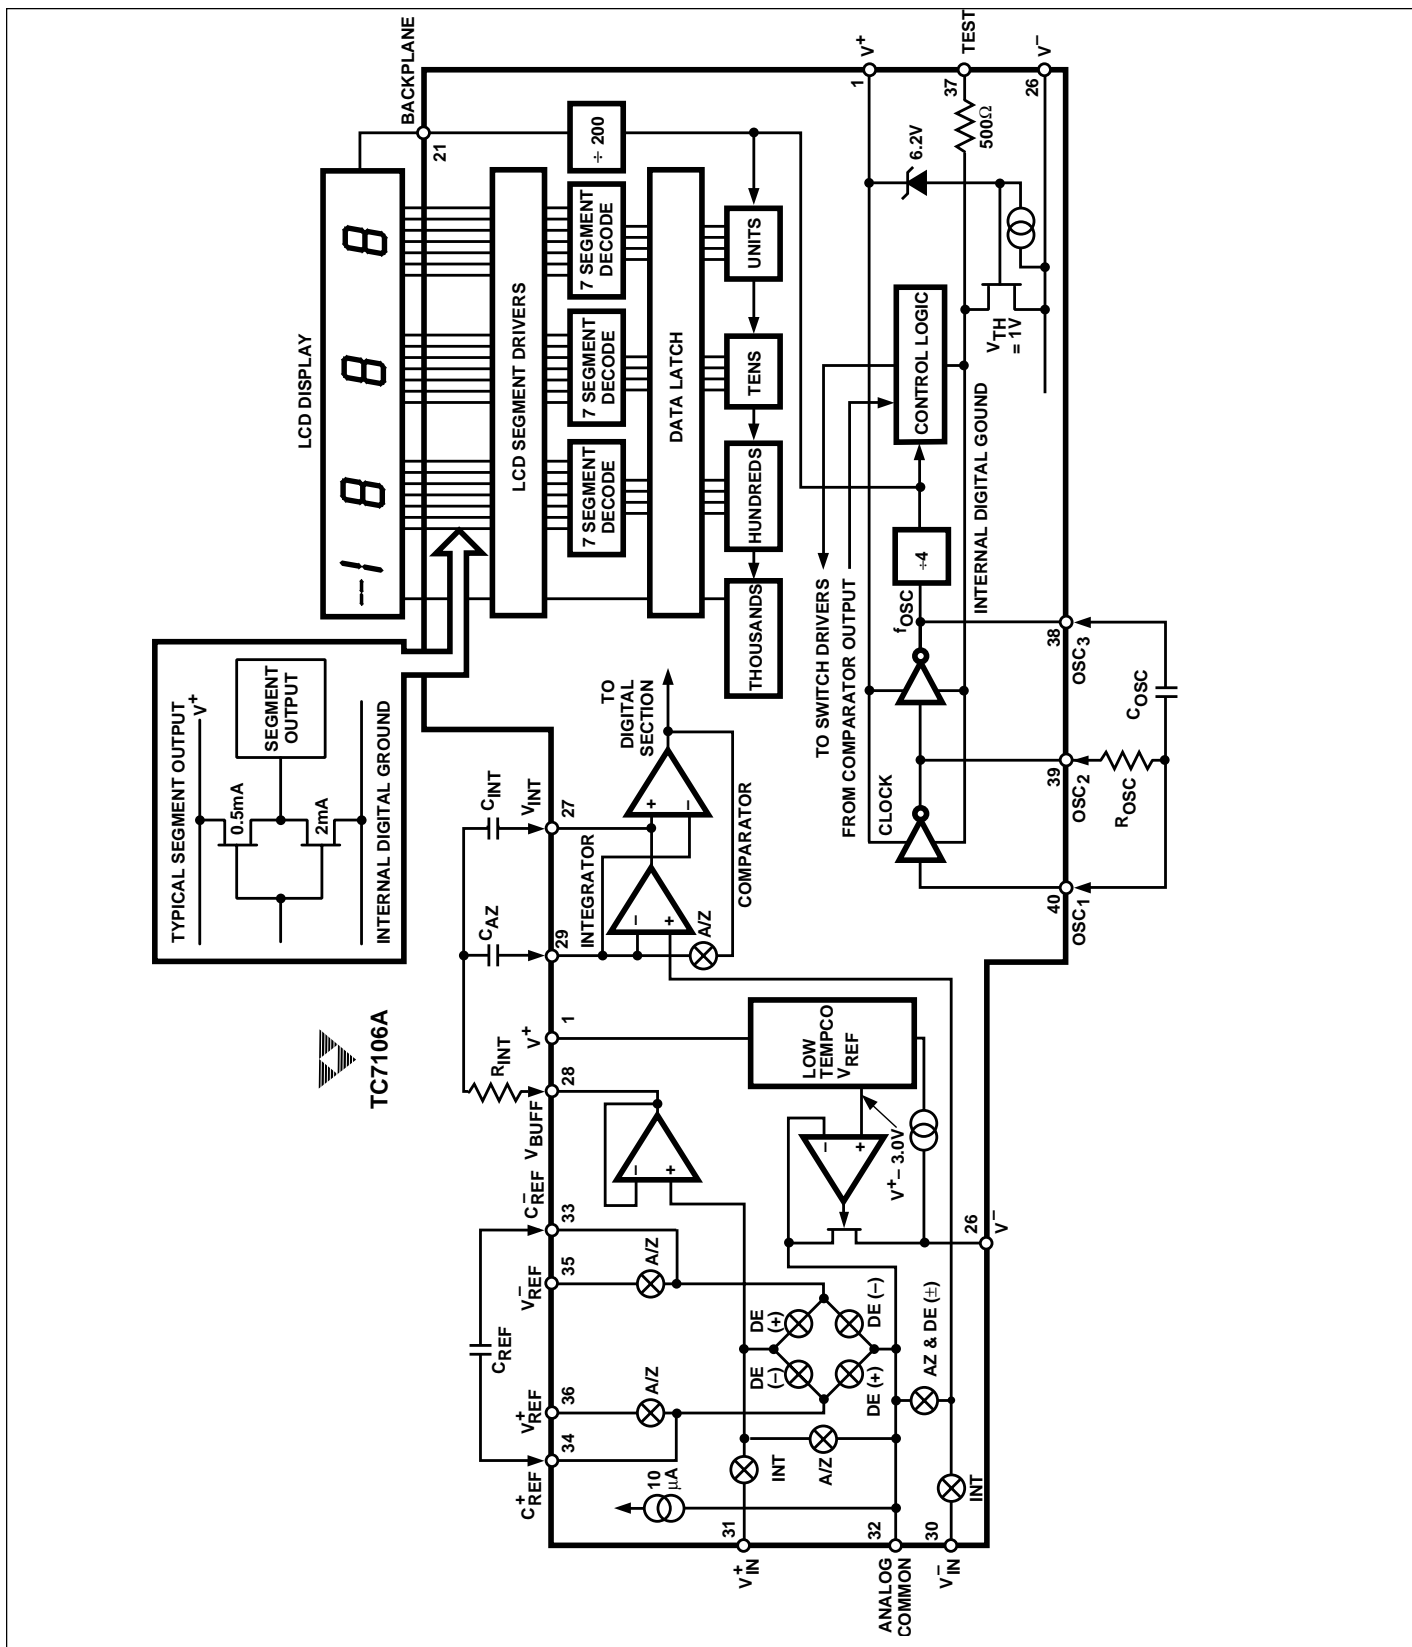 TYPICAL SEGMENT OUTPUT
V+
0.5mA
2mA
SEGMENT
OUTPUT
INTERNAL DIGITAL GROUND
LCD DISPLAY
-1 8 8 8
BACKPLANE
21
LCD SEGMENT DRIVERS
7 SEGMENT
DECODE
7 SEGMENT
DECODE
7 SEGMENT
DECODE
÷ 200
DATA LATCH
THOUSANDS
HUNDREDS
TENS
UNITS
TC7106A
C+REF
34
V+REF
36
CREF
V–REF
35
C–REF
33
VBUFF
28
RINT
V+
1
CAZ
29
CINT
VINT
27
INTEGRATOR
TO
DIGITAL
SECTION
COMPARATOR
A/Z
–
+
+
–
–
+
10
µA
A/Z
A/Z
V+IN
31
INT
A/Z
DE
(–)
DE
(+)
DE (+)
DE (–)
ANALOG
COMMON
32
V–IN
30
INT
AZ & DE (±)
LOW
TEMPCO
VREF
–
+
V+ – 3.0V
26
V–
TO SWITCH DRIVERS
FROM COMPARATOR OUTPUT
CLOCK
fOSC
÷4
CONTROL LOGIC
INTERNAL DIGITAL GOUND
6.2V
500Ω
VTH
= 1V
1
V+
37
TEST
26
V–
40
OSC1
39
OSC2
38
OSC3
ROSC
COSC